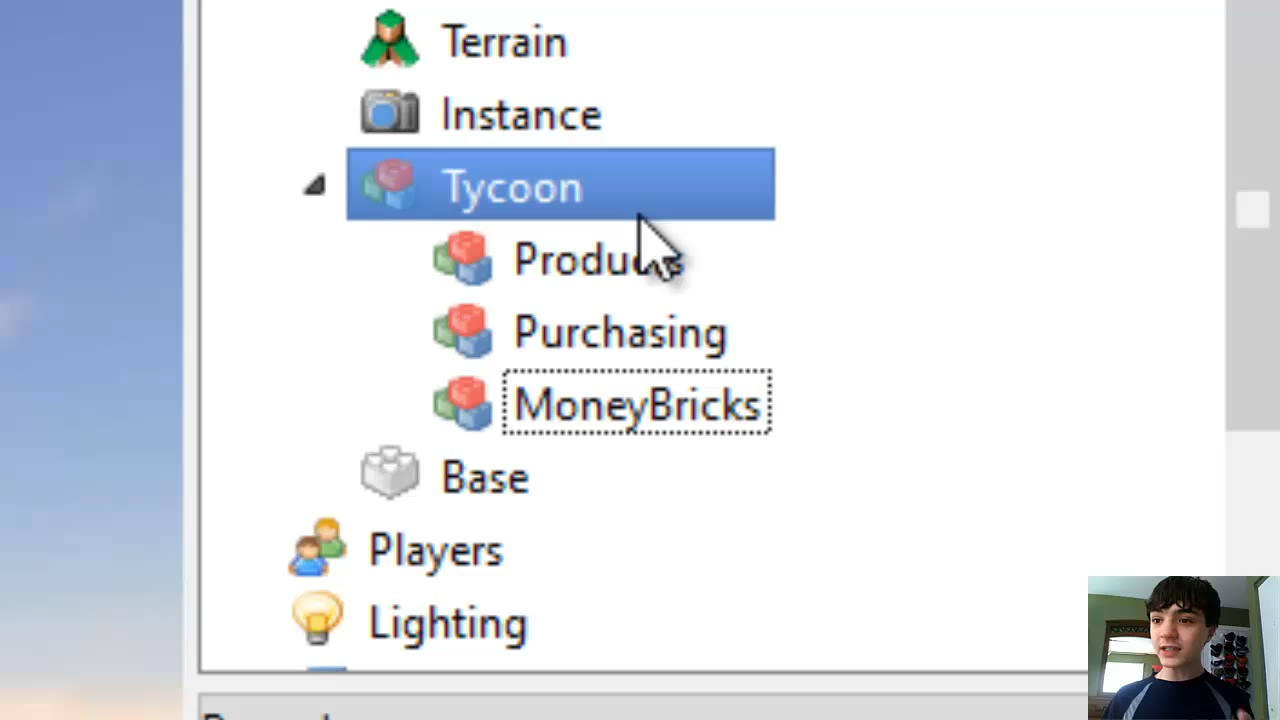 Terrain
Instance
Tycoon
Purchasing
MoneyBricks
Base
Players
Lighting